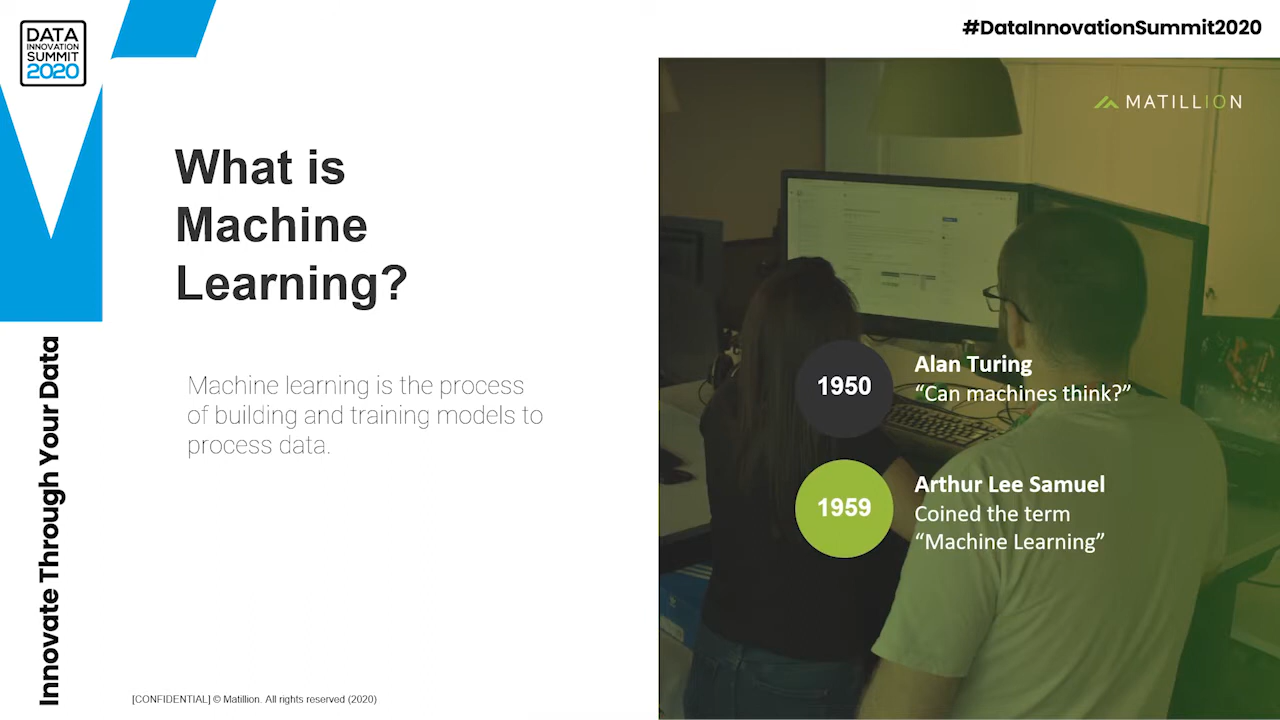 DATA
INNOVATION
SUMMIT
2020
#DataInnovationSummit2020
MATILLION
What is
Machine
Learning?
Machine learning is the process
of building and training models to
process data.
1950
Alan Turing
“Can machines think?”
1959
Arthur Lee Samuel
Coined the term
“Machine Learning”
Innovate Through Your Data
[CONFIDENTIAL] © Matillion. All rights reserved (2020)